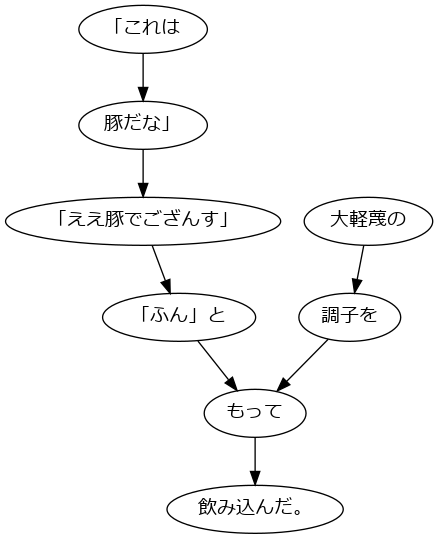 「これは
豚だな」
「ええ豚でござんす」
大軽蔑の
「ふん」と
調子を
もって
飲み込んだ。